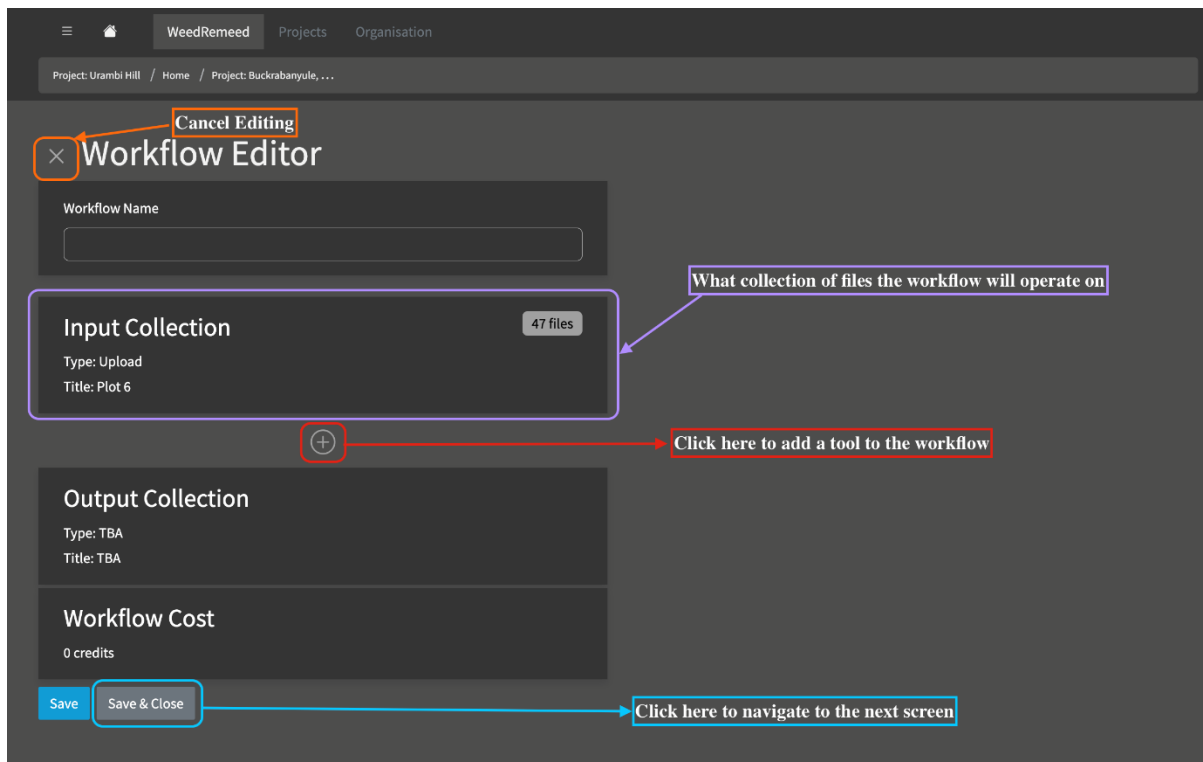 WeedRemeed Projects Organisation
Project: Urambi Hill / Home / Project: Buckrabanyule, ...
Cancel Editing
Workflow Editor
Workflow Name
What collection of files the workflow will operate on
Input Collection 47 files
Type: Upload
Title: Plot 6
Click here to add a tool to the workflow
Output Collection
Type: TBA
Title: TBA
Workflow Cost
0 credits
Save Save & Close
Click here to navigate to the next screen